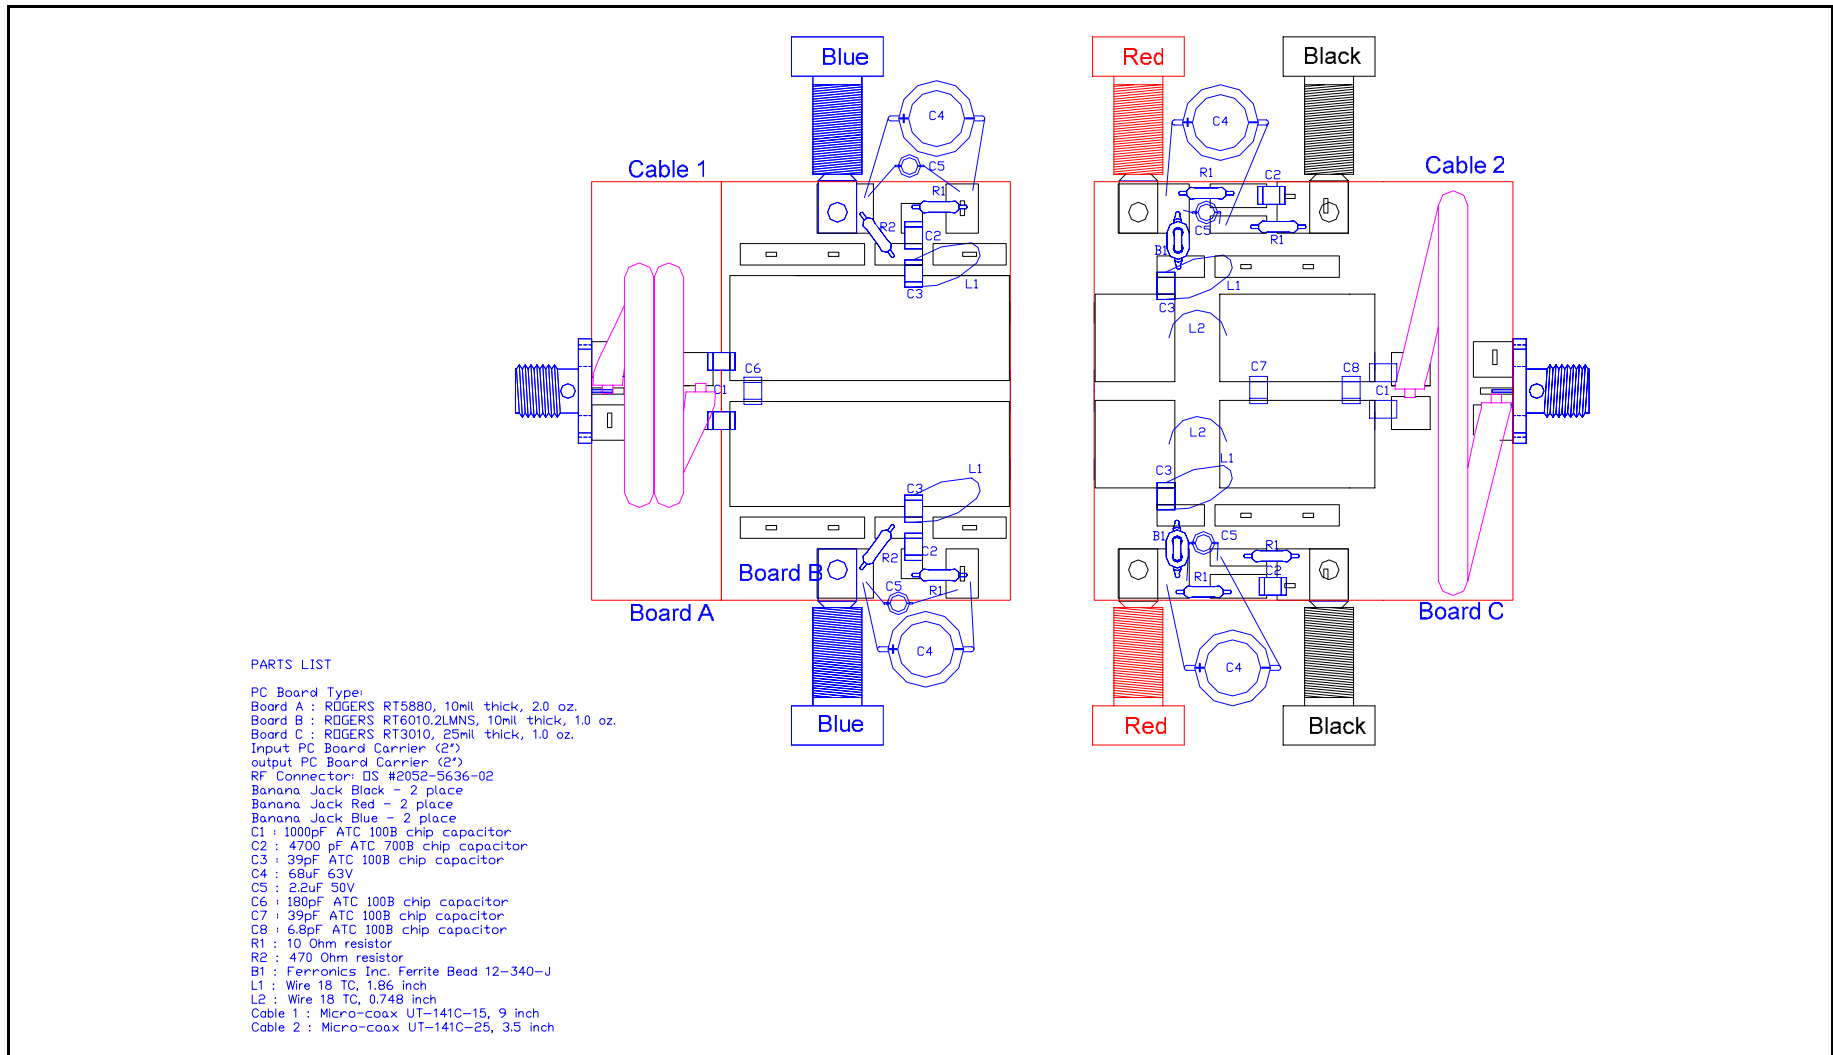 Blue
Red
Black
C4
C4
Cable 1
Cable 2
C5
R1
C2
R1
R2
C2
C5
R1
B1
L1
C3
L1
C3
L2
C6
C7
C8
C1
C1
L2
L1
C3
L1
C3
R2
C2
B1
C5
R1
Board B
C5
R1
R1
C2
Board A
Board C
C4
C4
Blue
Red
Black
PARTS LIST
PC Board Type:
Board A : ROGERS RT5880, 10mil thick, 2.0 oz.
Board B : ROGERS RT6010.2LMNS, 10mil thick, 1.0 oz.
Board C : ROGERS RT3010, 25mil thick, 1.0 oz.
Input PC Board Carrier (2")
output PC Board Carrier (2")
RF Connector: OS #2052-5636-02
Banana Jack Black - 2 place
Banana Jack Red - 2 place
Banana Jack Blue - 2 place
C1 : 1000pF ATC 100B chip capacitor
C2 : 4700 pF ATC 700B chip capacitor
C3 : 39pF ATC 100B chip capacitor
C4 : 68uF 63V
C5 : 2.2uF 50V
C6 : 180pF ATC 100B chip capacitor
C7 : 39pF ATC 100B chip capacitor
C8 : 6.8pF ATC 100B chip capacitor
R1 : 10 Ohm resistor
R2 : 470 Ohm resistor
B1 : Ferronics Inc. Ferrite Bead 12-340-J
L1 : Wire 18 TC, 1.86 inch
L2 : Wire 18 TC, 0.748 inch
Cable 1 : Micro-coax UT-141C-15, 9 inch
Cable 2 : Micro-coax UT-141C-25, 3.5 inch